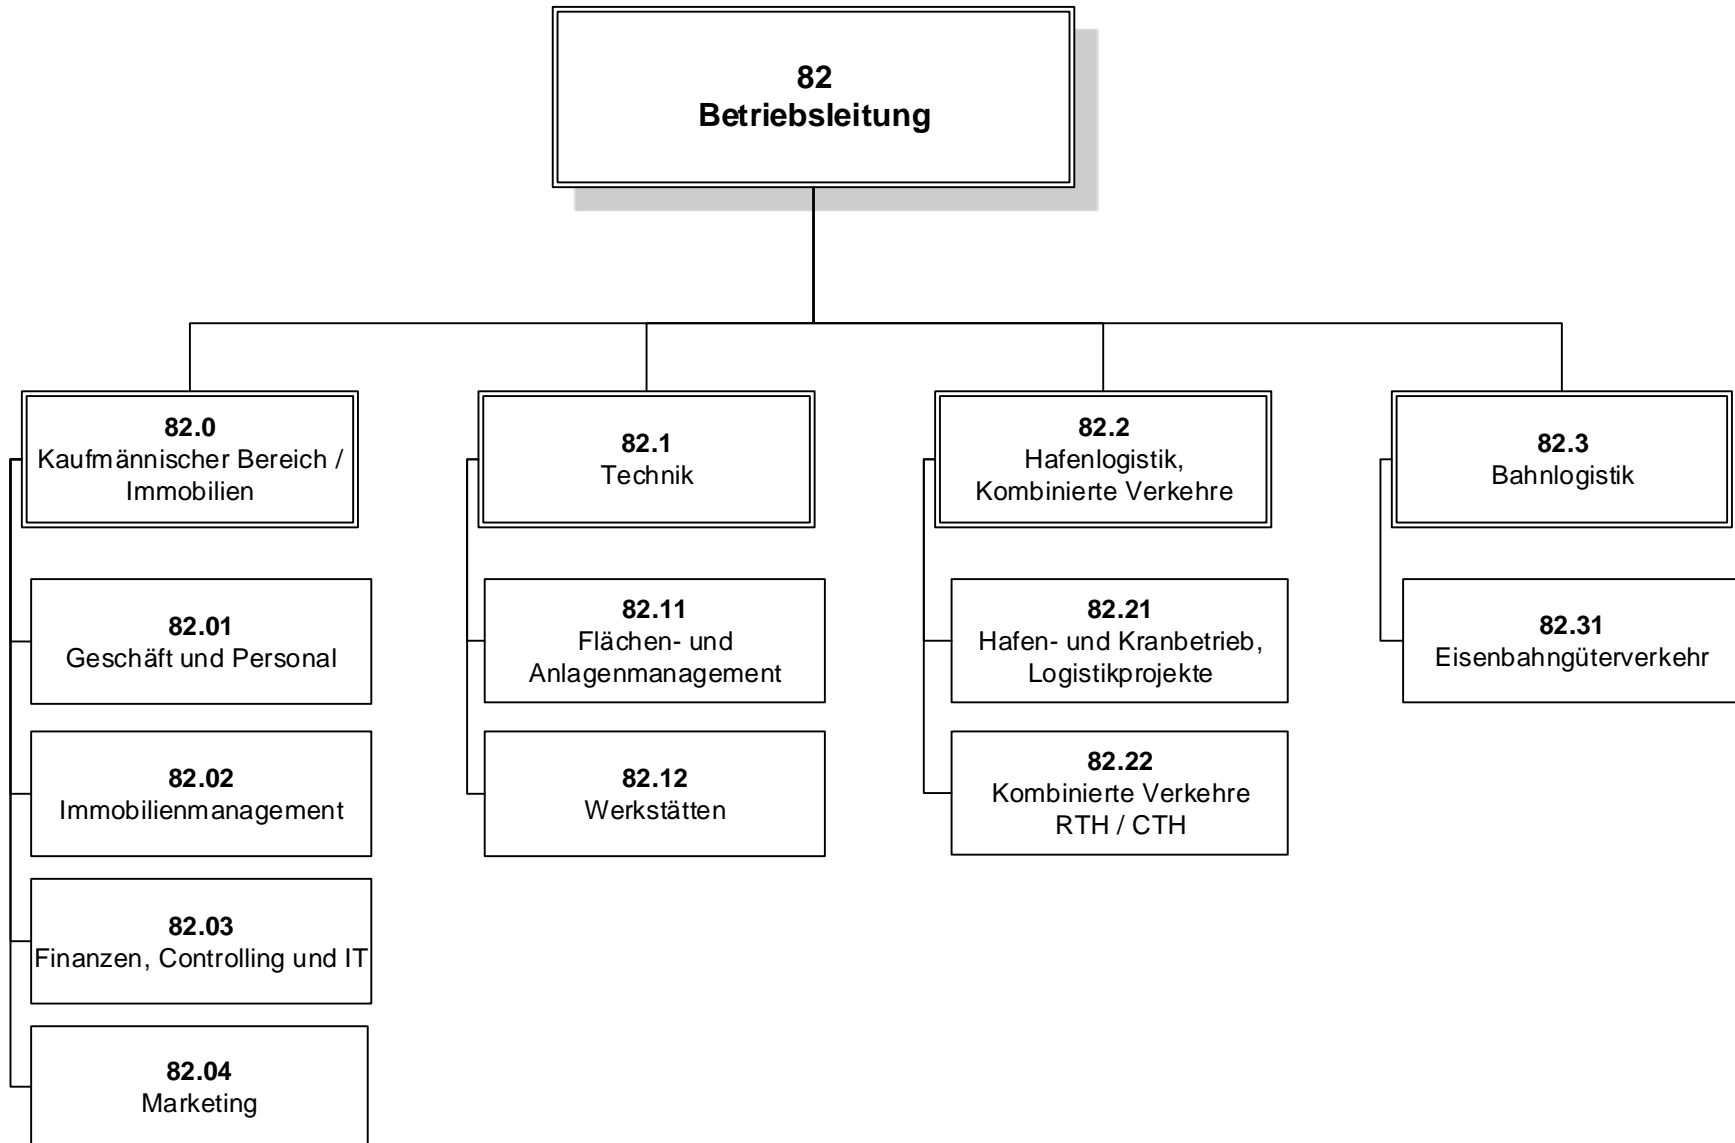 82
Betriebsleitung
82.0
Kaufmännischer Bereich /
Immobilien
82.1
Technik
82.2
Hafenlogistik,
Kombinierte Verkehre
82.3
Bahnlogistik
82.01
Geschäft und Personal
82.11
Flächen- und
Anlagenmanagement
82.21
Hafen- und Kranbetrieb,
Logistikprojekte
82.31
Eisenbahngüterverkehr
82.02
Immobilienmanagement
82.12
Werkstätten
82.22
Kombinierte Verkehre
RTH / CTH
82.03
Finanzen, Controlling und IT
82.04
Marketing